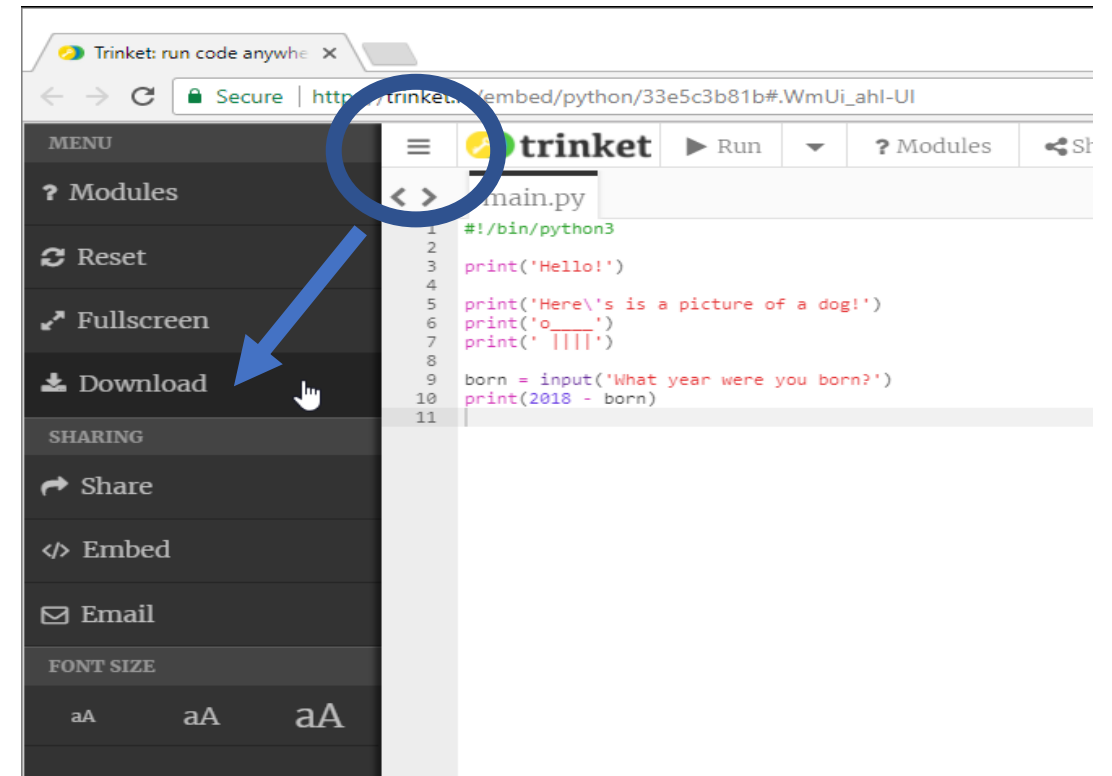 Trinket: run code anywhe
Secure | http /trinket. /embed/python/33e5c3b81b#.WmUi_ahI-UI
MENU
? Modules
Reset
Fullscreen
Download
SHARING
Share
</> Embed
Email
FONT SIZE
aA aA aA
trinket Run ? Modules Sh
< > main.py
1 #!/bin/python3
2
3 print('Hello!')
4
5 print('Here\'s is a picture of a dog!')
6 print('o____')
7 print(' ||||')
8
9 born = input('What year were you born?')
10 print(2018 - born)
11